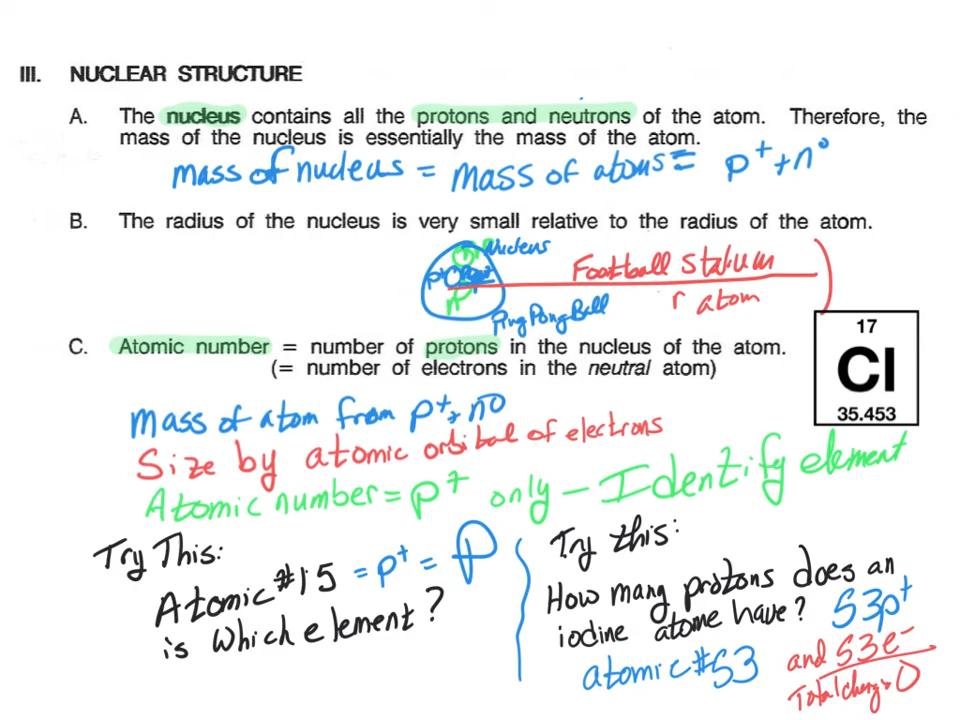 III. NUCLEAR STRUCTURE
A. The nucleus contains all the protons and neutrons of the atom. Therefore, the
mass of the nucleus is essentially the mass of the atom.
mass of nucleus = mass of atoms = p⁺ + n⁰
B. The radius of the nucleus is very small relative to the radius of the atom.
Nucleus
Football
r atom
Ping Pong Ball
C. Atomic number = number of protons in the nucleus of the atom.
(= number of electrons in the neutral atom)
17
Cl
35.453
Mass of atom from p⁺ + n⁰
Size by atomic orbital of electrons
Atomic number = p⁺ only – Identify element
Try This:
Atomic #15 = p⁺ = P
is which element?
Try this:
How many protons does an
iodine atome have? 53p⁺
atomic #53
and 53e⁻
Total charge 0